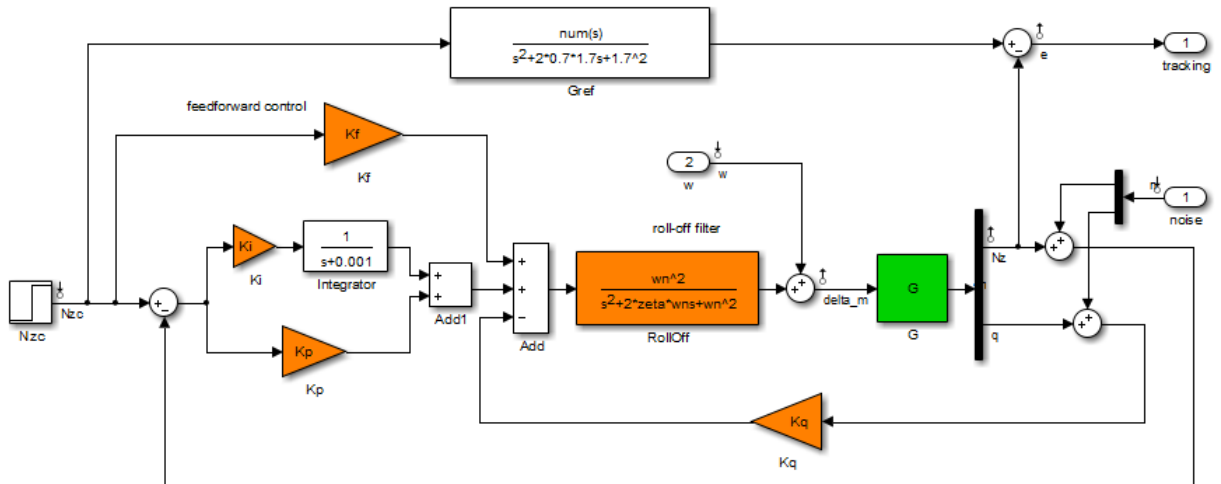 num(s)
s^2+2*0.7*1.7s+1.7^2
Gref
+
-
e
1
tracking
feedforward control
Kf
Kf
2
w
w
n
1
noise
roll-off filter
Ki
Ki
1
s+0.001
Integrator
+
+
Add1
+
+
-
Add
wn^2
s^2+2*zeta*wns+wn^2
RollOff
+
+
delta_m
G
G
Nz
+
+
q
+
+
Nzc
Nzc
+
-
Kp
Kp
Kq
Kq